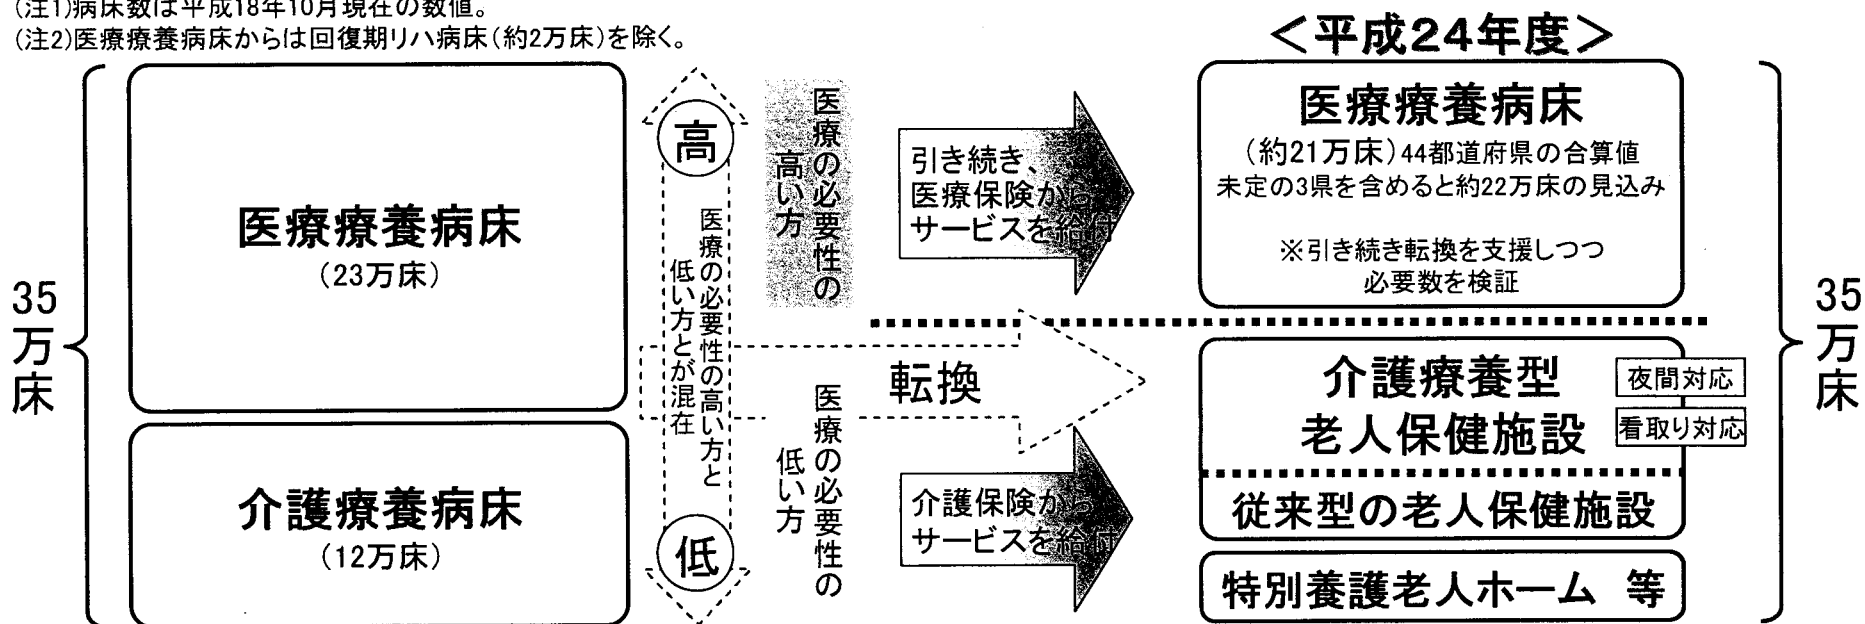 (注1)病床数は平成18年10月現在の数値。
(注2)医療療養病床からは回復期リハ病床(約2万床)を除く。
35万床
医療療養病床
(23万床)
介護療養病床
(12万床)
高
医療の必要性の高い方と
低い方とが混在
低
医療の必要性の
高い方
医療の必要性の
低い方
引き続き、
医療保険から
サービスを給付
転換
介護保険から
サービスを給付
<平成24年度>
医療療養病床
(約21万床)44都道府県の合算値
未定の3県を含めると約22万床の見込み
※引き続き転換を支援しつつ
必要数を検証
介護療養型
老人保健施設
夜間対応
看取り対応
従来型の老人保健施設
特別養護老人ホーム 等
35万床